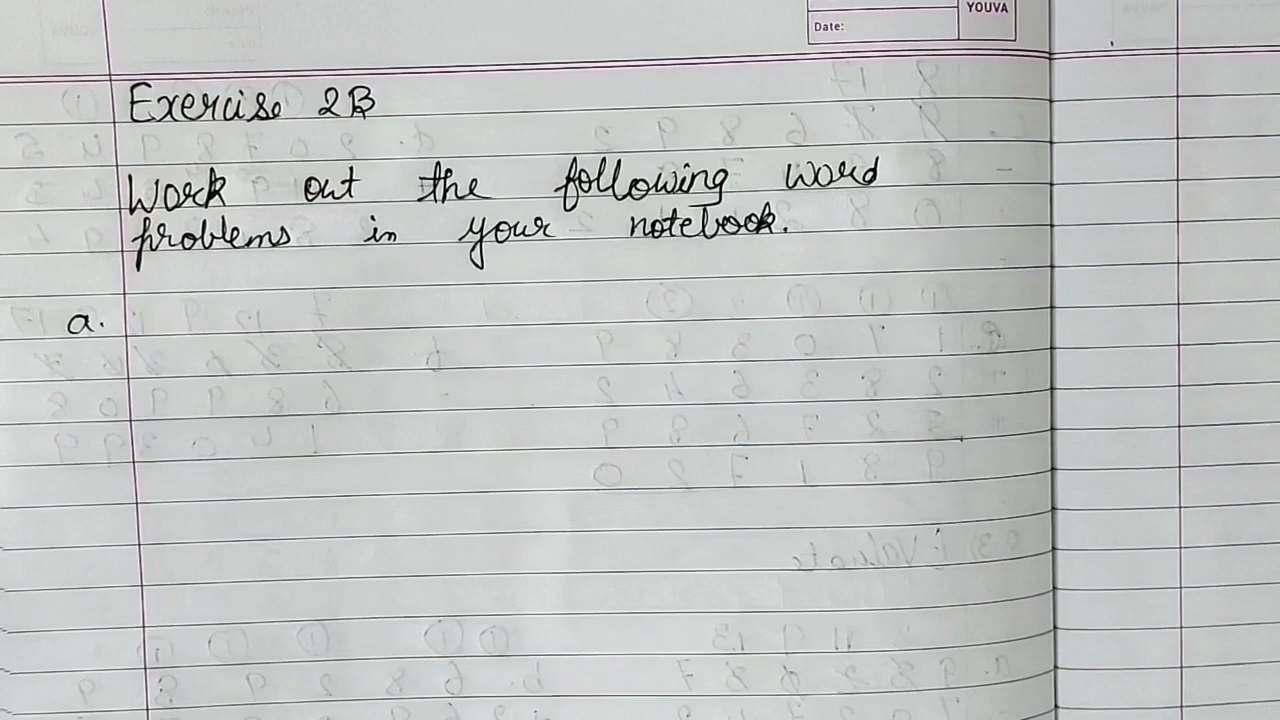 YOUVA
Date:
Exercise 2B
Work out the following word
problems in your notebook.
a.